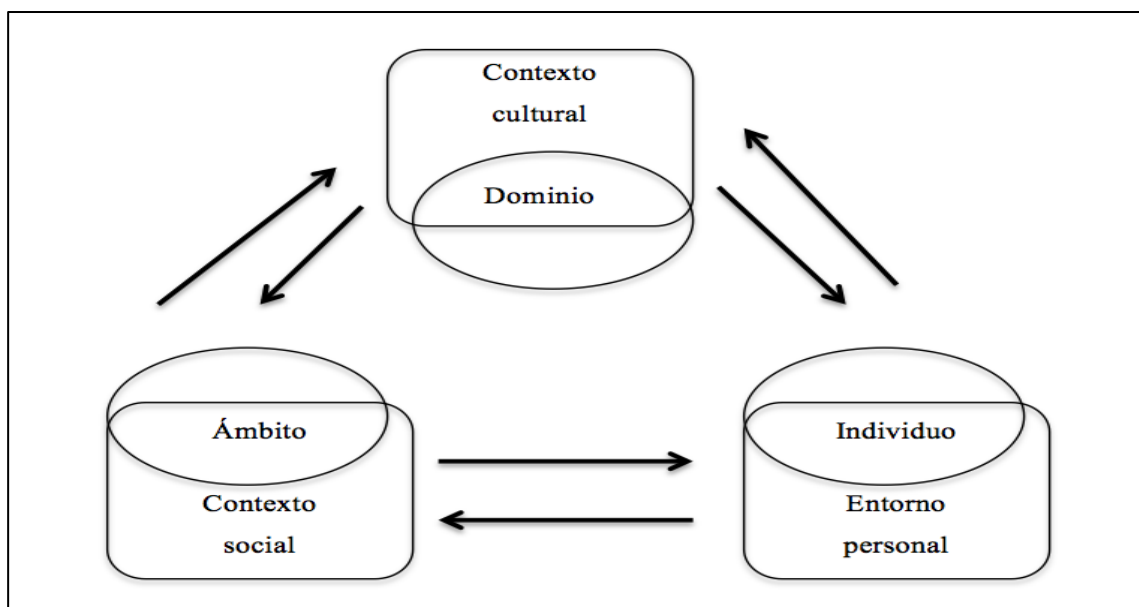 Contexto
cultural
Dominio
Ámbito
Contexto
social
Individuo
Entorno
personal